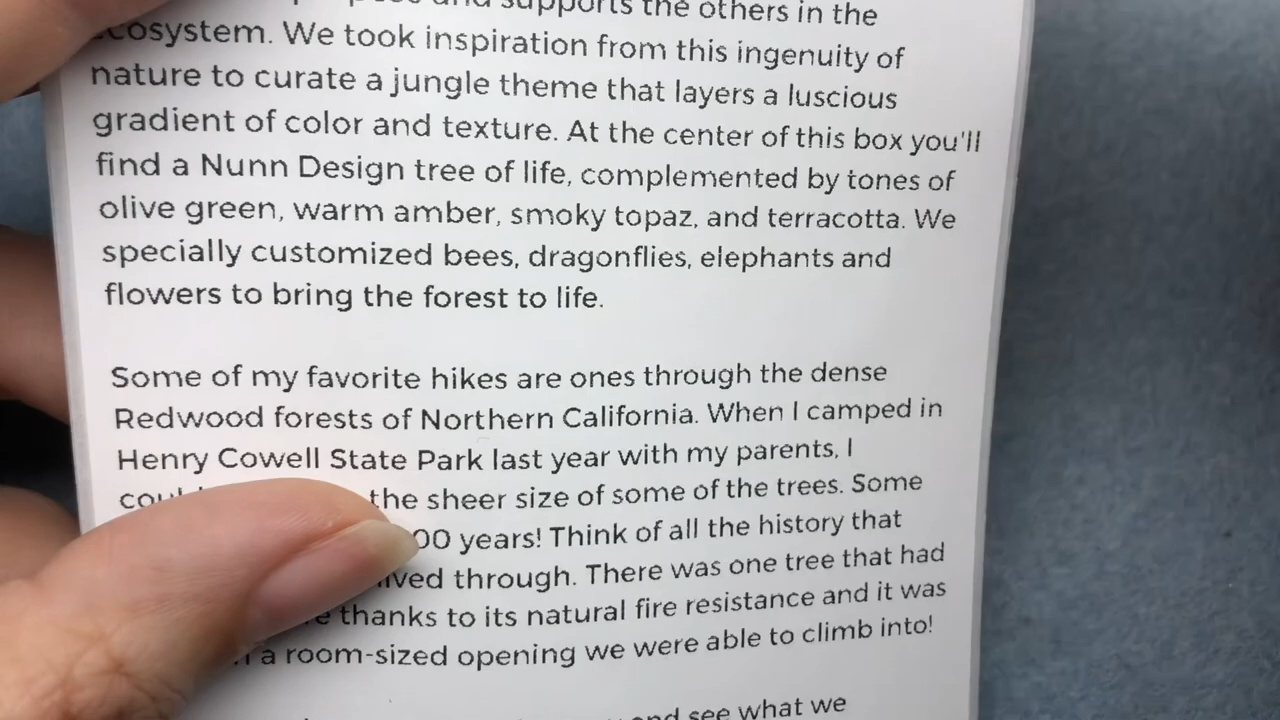 supports the others in the
ecosystem. We took inspiration from this ingenuity of
nature to curate a jungle theme that layers a luscious
gradient of color and texture. At the center of this box you'll
find a Nunn Design tree of life, complemented by tones of
olive green, warm amber, smoky topaz, and terracotta. We
specially customized bees, dragonflies, elephants and
flowers to bring the forest to life.
Some of my favorite hikes are ones through the dense
Redwood forests of Northern California. When I camped in
Henry Cowell State Park last year with my parents, I
the sheer size of some of the trees. Some
years! Think of all the history that
through. There was one tree that had
thanks to its natural fire resistance and it was
a room-sized opening we were able to climb into!
and see what we